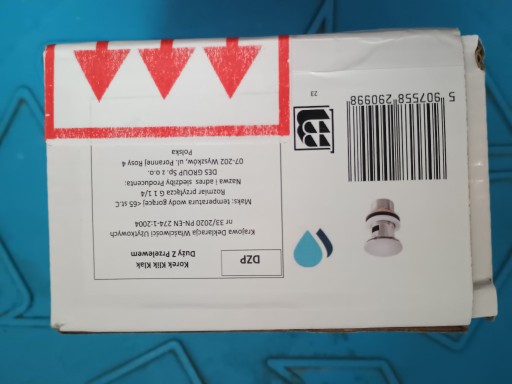 DZP
Korek Klik Klak
Duży Z Przelewem
Krajowa Deklaracja Właściwości Użytkowych
nr 33/2020 PN-EN 274-1:2004
Maks: temperatura wody gorącej <65 st.C
Rozmiar przyłącza G 1 1/4
Nazwa i adres siedziby Producenta:
DES GROUP Sp. z o.o.
07-202 Wyszków, ul. Porannej Rosy 4
Polska
23
5 907558 290998